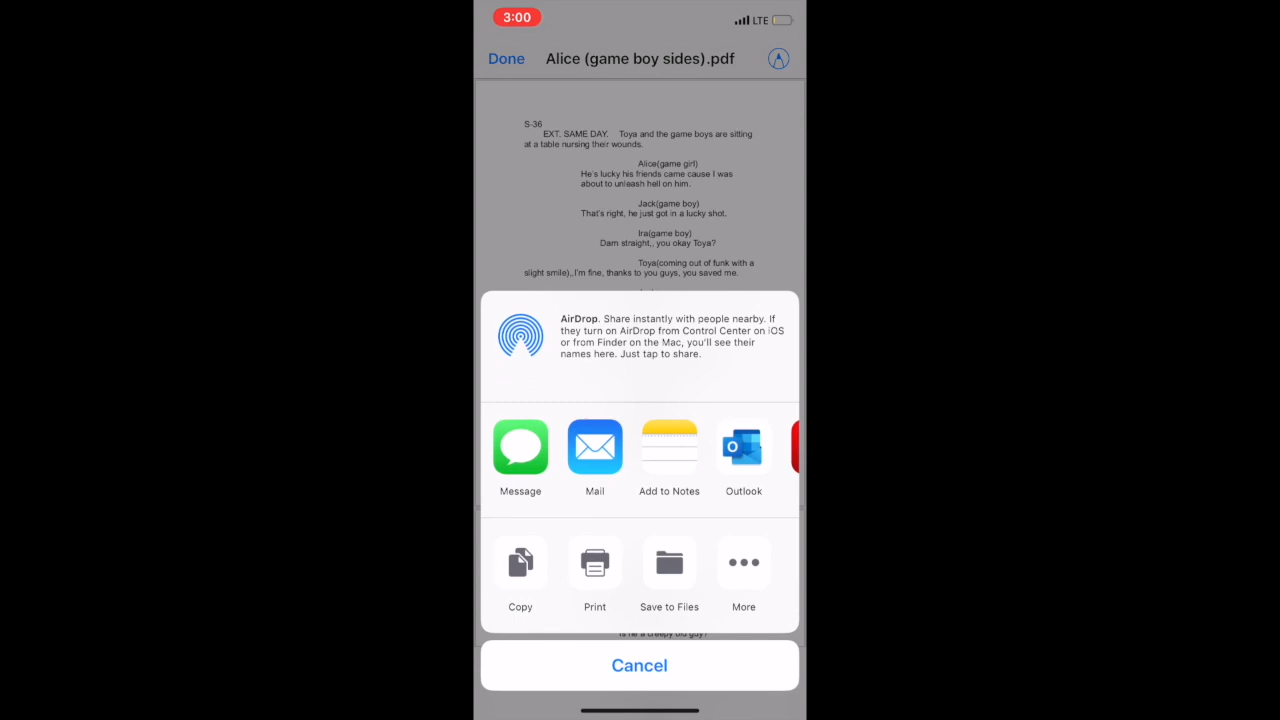 3:00
LTE
Done
Alice (game boy sides).pdf
S-36
EXT. SAME DAY. Toya and the game boys are sitting
at a table nursing their wounds.
Alice(game girl)
He's lucky his friends came cause I was
about to unleash hell on him.
Jack(game boy)
That's right, he just got in a lucky shot.
Ira(game boy)
Dam straight,, you okay Toya?
Toya(coming out of funk with a
slight smile),,I'm fine, thanks to you guys, you saved me.
AirDrop. Share instantly with people nearby. If
they turn on AirDrop from Control Center on iOS
or from Finder on the Mac, you'll see their
names here. Just tap to share.
Message
Mail
Add to Notes
Outlook
Copy
Print
Save to Files
More
Is he a creepy old guy?
Cancel